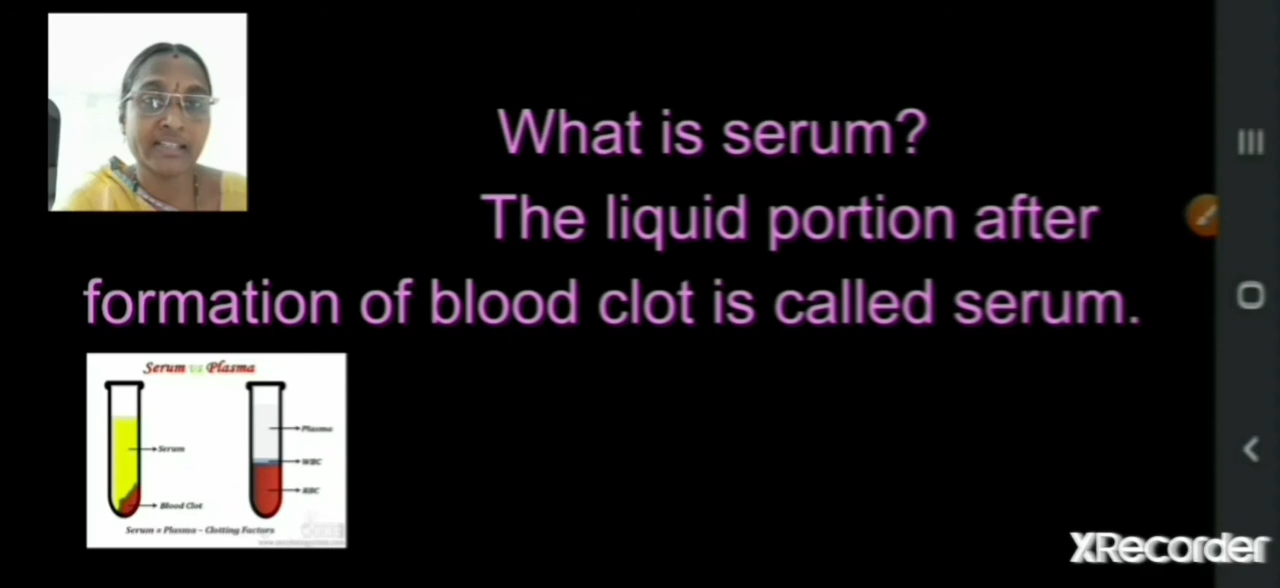 What is serum?
The liquid portion after
formation of blood clot is called serum.
Serum vs Plasma
Plasma
Serum
WBC
RBC
Blood Clot
Serum = Plasma - Clotting Factors
XRecorder